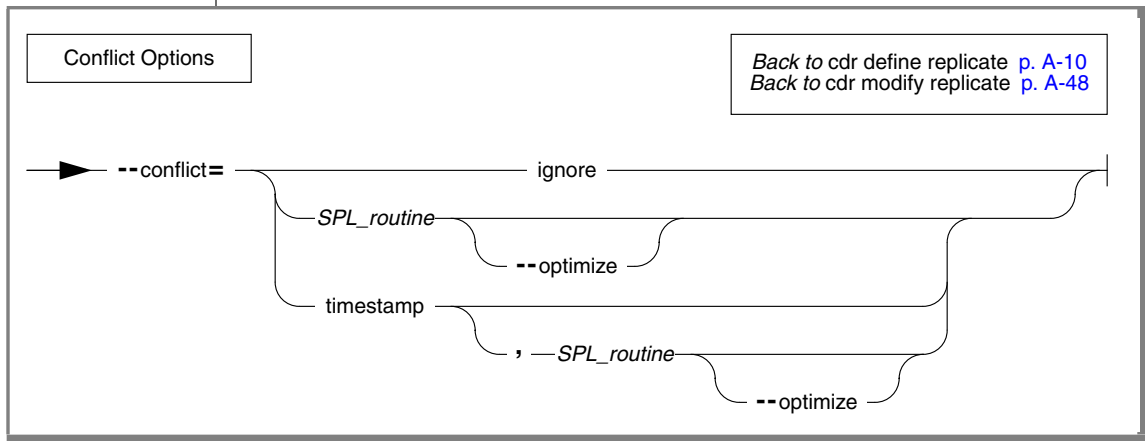 Conflict Options
Back to cdr define replicate p. A-10
Back to cdr modify replicate p. A-48
--conflict= ignore
SPL_routine
--optimize
timestamp
, SPL_routine
--optimize